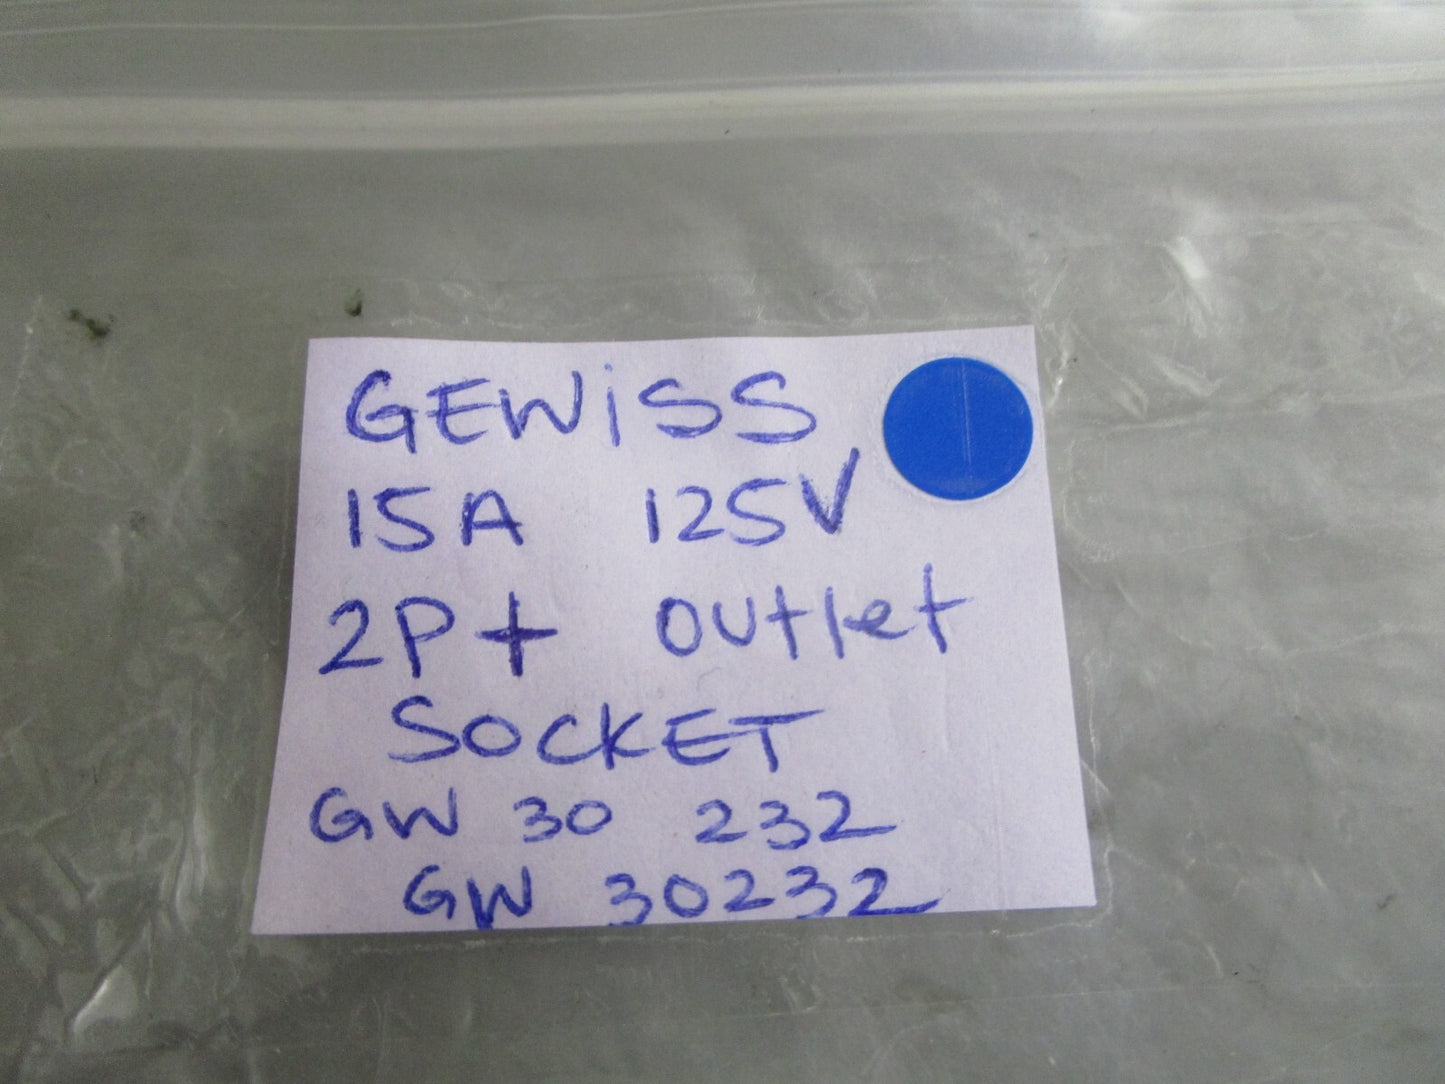 GEWiSS
15A 125V
2P+ outlet
SOCKET
GW 30 232
GW 30232